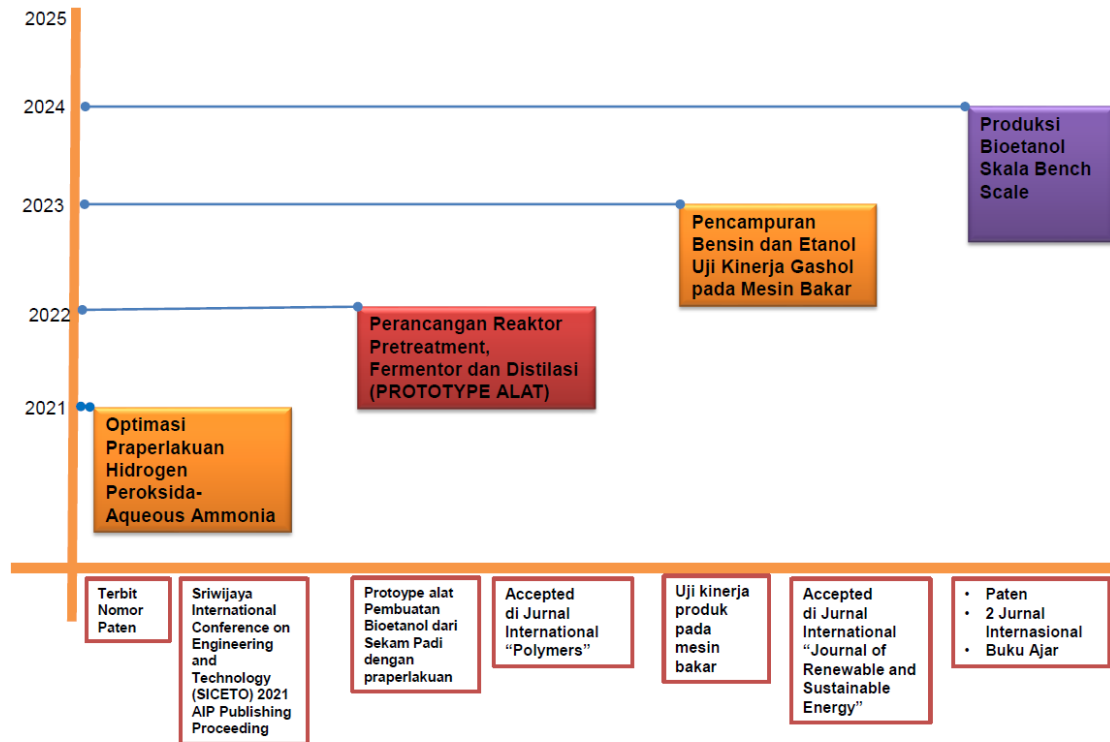 2025
2024
Produksi
Bioetanol
Skala Bench
Scale
2023
Pencampuran
Bensin dan Etanol
Uji Kinerja Gashol
pada Mesin Bakar
2022
Perancangan Reaktor
Pretreatment,
Fermentor dan Distilasi
(PROTOTYPE ALAT)
2021
Optimasi
Praperlakuan
Hidrogen
Peroksida-
Aqueous Ammonia
Terbit
Nomor
Paten
Sriwijaya
International
Conference on
Engineering
and
Technology
(SICETO) 2021
AIP Publishing
Proceeding
Protoype alat
Pembuatan
Bioetanol dari
Sekam Padi
dengan
praperlakuan
Accepted
di Jurnal
International
“Polymers”
Uji kinerja
produk
pada
mesin
bakar
Accepted
di Jurnal
International
“Journal of
Renewable and
Sustainable
Energy”
• Paten
• 2 Jurnal
Internasional
• Buku Ajar